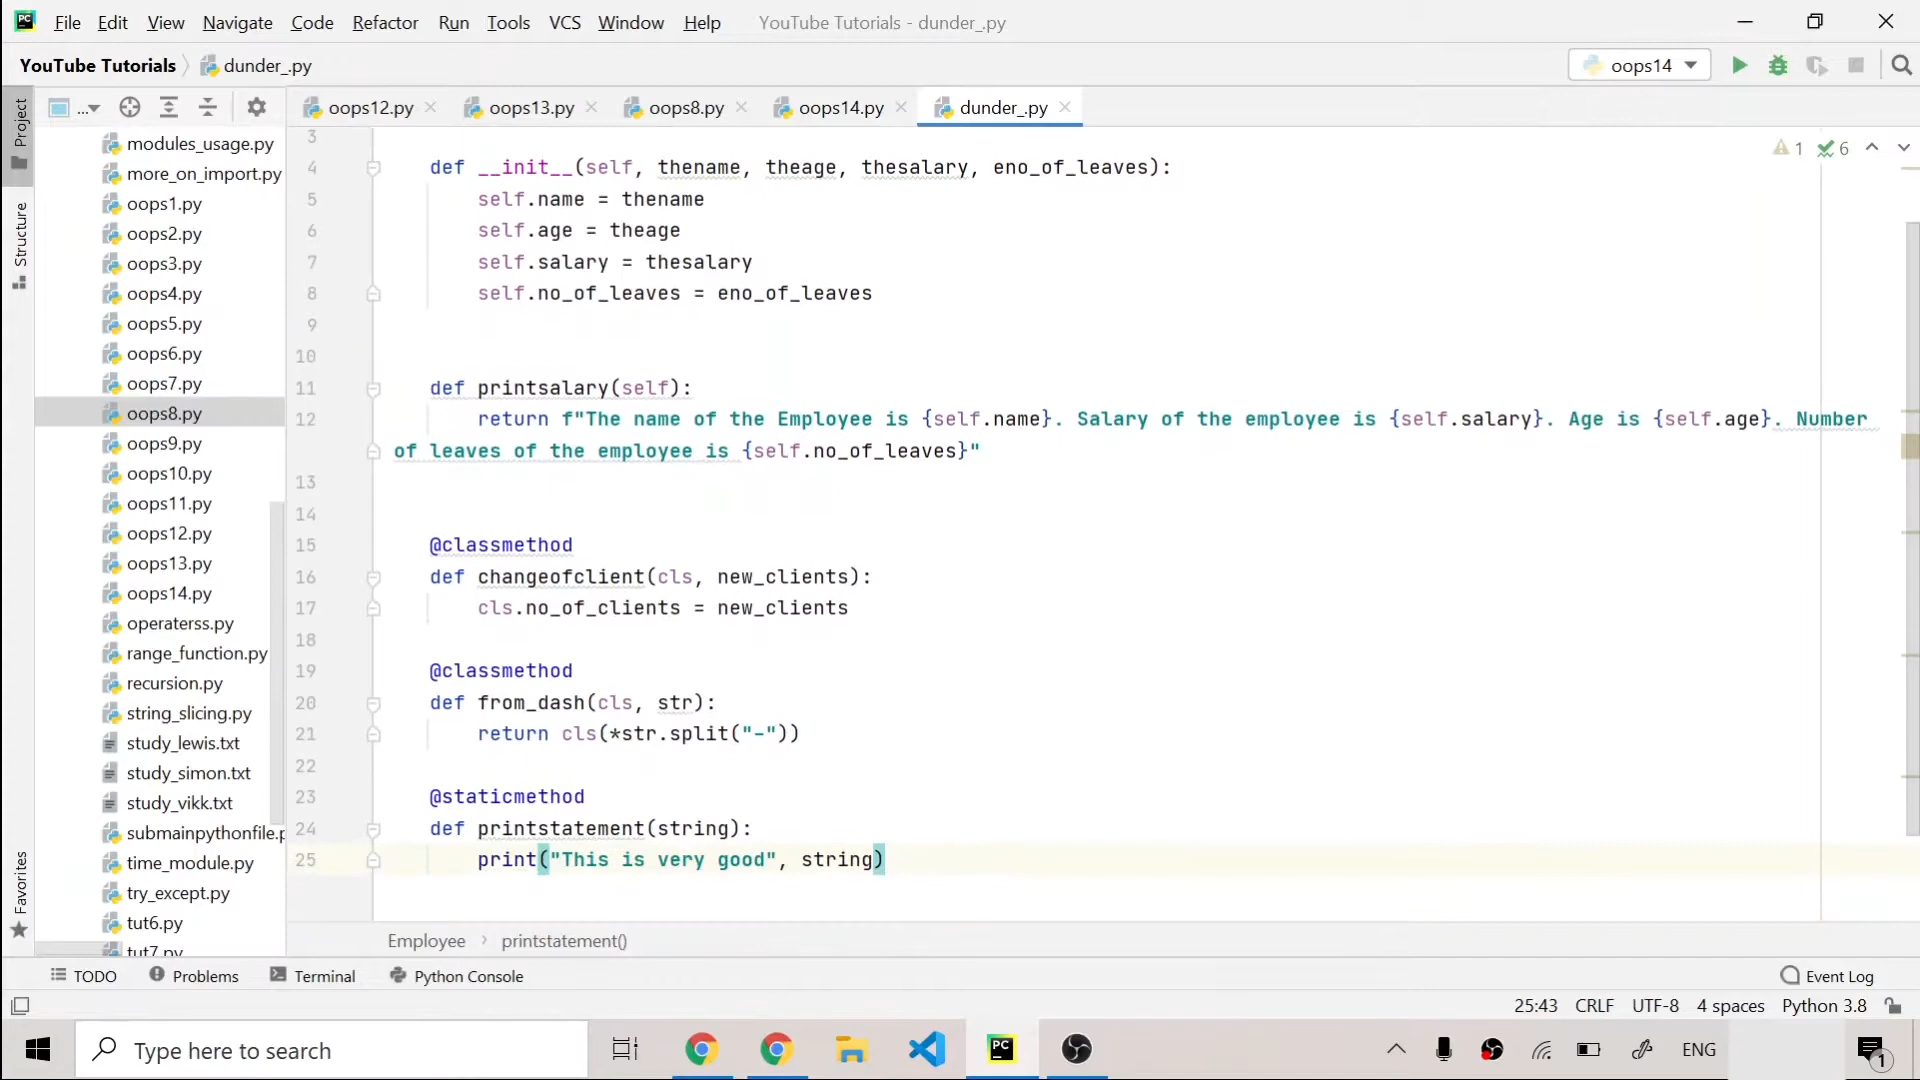 File Edit View Navigate Code Refactor Run Tools VCS Window Help YouTube Tutorials - dunder_.py
YouTube Tutorials dunder_.py oops14
... oops12.py oops13.py oops8.py oops14.py dunder_.py
Project
Structure
Favorites
modules_usage.py
more_on_import.py
oops1.py
oops2.py
oops3.py
oops4.py
oops5.py
oops6.py
oops7.py
oops8.py
oops9.py
oops10.py
oops11.py
oops12.py
oops13.py
oops14.py
operaterss.py
range_function.py
recursion.py
string_slicing.py
study_lewis.txt
study_simon.txt
study_vikk.txt
submainpythonfile.p
time_module.py
try_except.py
tut6.py
tut7.py
1 6
3
4 def __init__(self, thename, theage, thesalary, eno_of_leaves):
5 self.name = thename
6 self.age = theage
7 self.salary = thesalary
8 self.no_of_leaves = eno_of_leaves
9
10
11 def printsalary(self):
12 return f"The name of the Employee is {self.name}. Salary of the employee is {self.salary}. Age is {self.age}. Number
of leaves of the employee is {self.no_of_leaves}"
13
14
15 @classmethod
16 def changeofclient(cls, new_clients):
17 cls.no_of_clients = new_clients
18
19 @classmethod
20 def from_dash(cls, str):
21 return cls(*str.split("-"))
22
23 @staticmethod
24 def printstatement(string):
25 print("This is very good", string)
Employee printstatement()
TODO Problems Terminal Python Console Event Log
25:43 CRLF UTF-8 4 spaces Python 3.8
Type here to search PC ENG 1